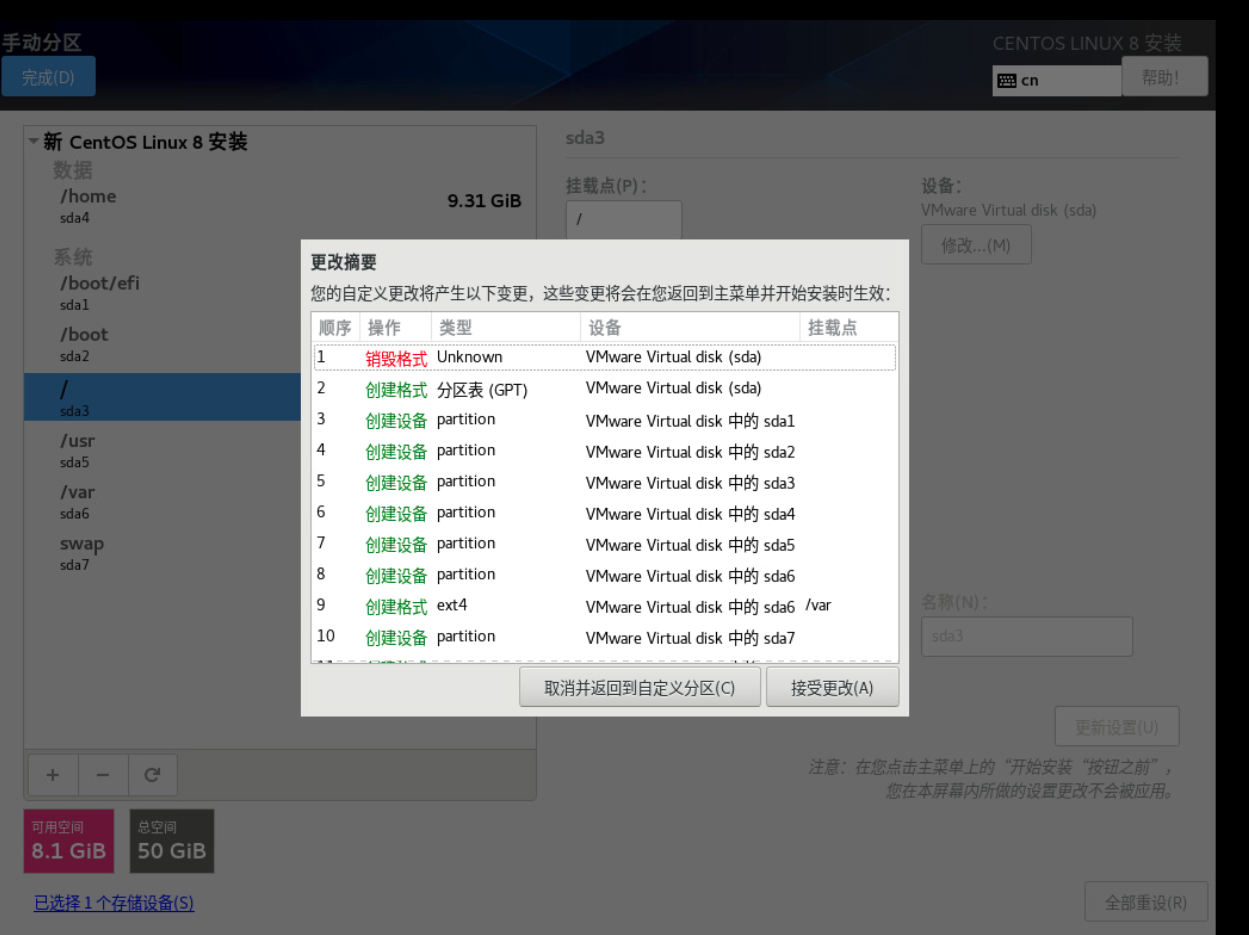 手动分区
CENTOS LINUX 8 安装
完成(D)
cn
帮助!
新 CentOS Linux 8 安装
数据
/home
9.31 GiB
sda4
系统
/boot/efi
sda1
/boot
sda2
/
sda3
/usr
sda5
/var
sda6
swap
sda7
+ −
可用空间
8.1 GiB
总空间
50 GiB
已选择 1 个存储设备(S)
sda3
挂载点(P):
/
设备:
VMware Virtual disk (sda)
修改...(M)
更改摘要
您的自定义更改将产生以下变更，这些变更将会在您返回到主菜单并开始安装时生效:
顺序 操作 类型 设备 挂载点
1 销毁格式 Unknown VMware Virtual disk (sda)
2 创建格式 分区表 (GPT) VMware Virtual disk (sda)
3 创建设备 partition VMware Virtual disk 中的 sda1
4 创建设备 partition VMware Virtual disk 中的 sda2
5 创建设备 partition VMware Virtual disk 中的 sda3
6 创建设备 partition VMware Virtual disk 中的 sda4
7 创建设备 partition VMware Virtual disk 中的 sda5
8 创建设备 partition VMware Virtual disk 中的 sda6
9 创建格式 ext4 VMware Virtual disk 中的 sda6 /var
10 创建设备 partition VMware Virtual disk 中的 sda7
取消并返回到自定义分区(C)
接受更改(A)
名称(N):
sda3
更新设置(U)
注意：在您点击主菜单上的“开始安装“按钮之前”，
您在本屏幕内所做的设置更改不会被应用。
全部重设(R)